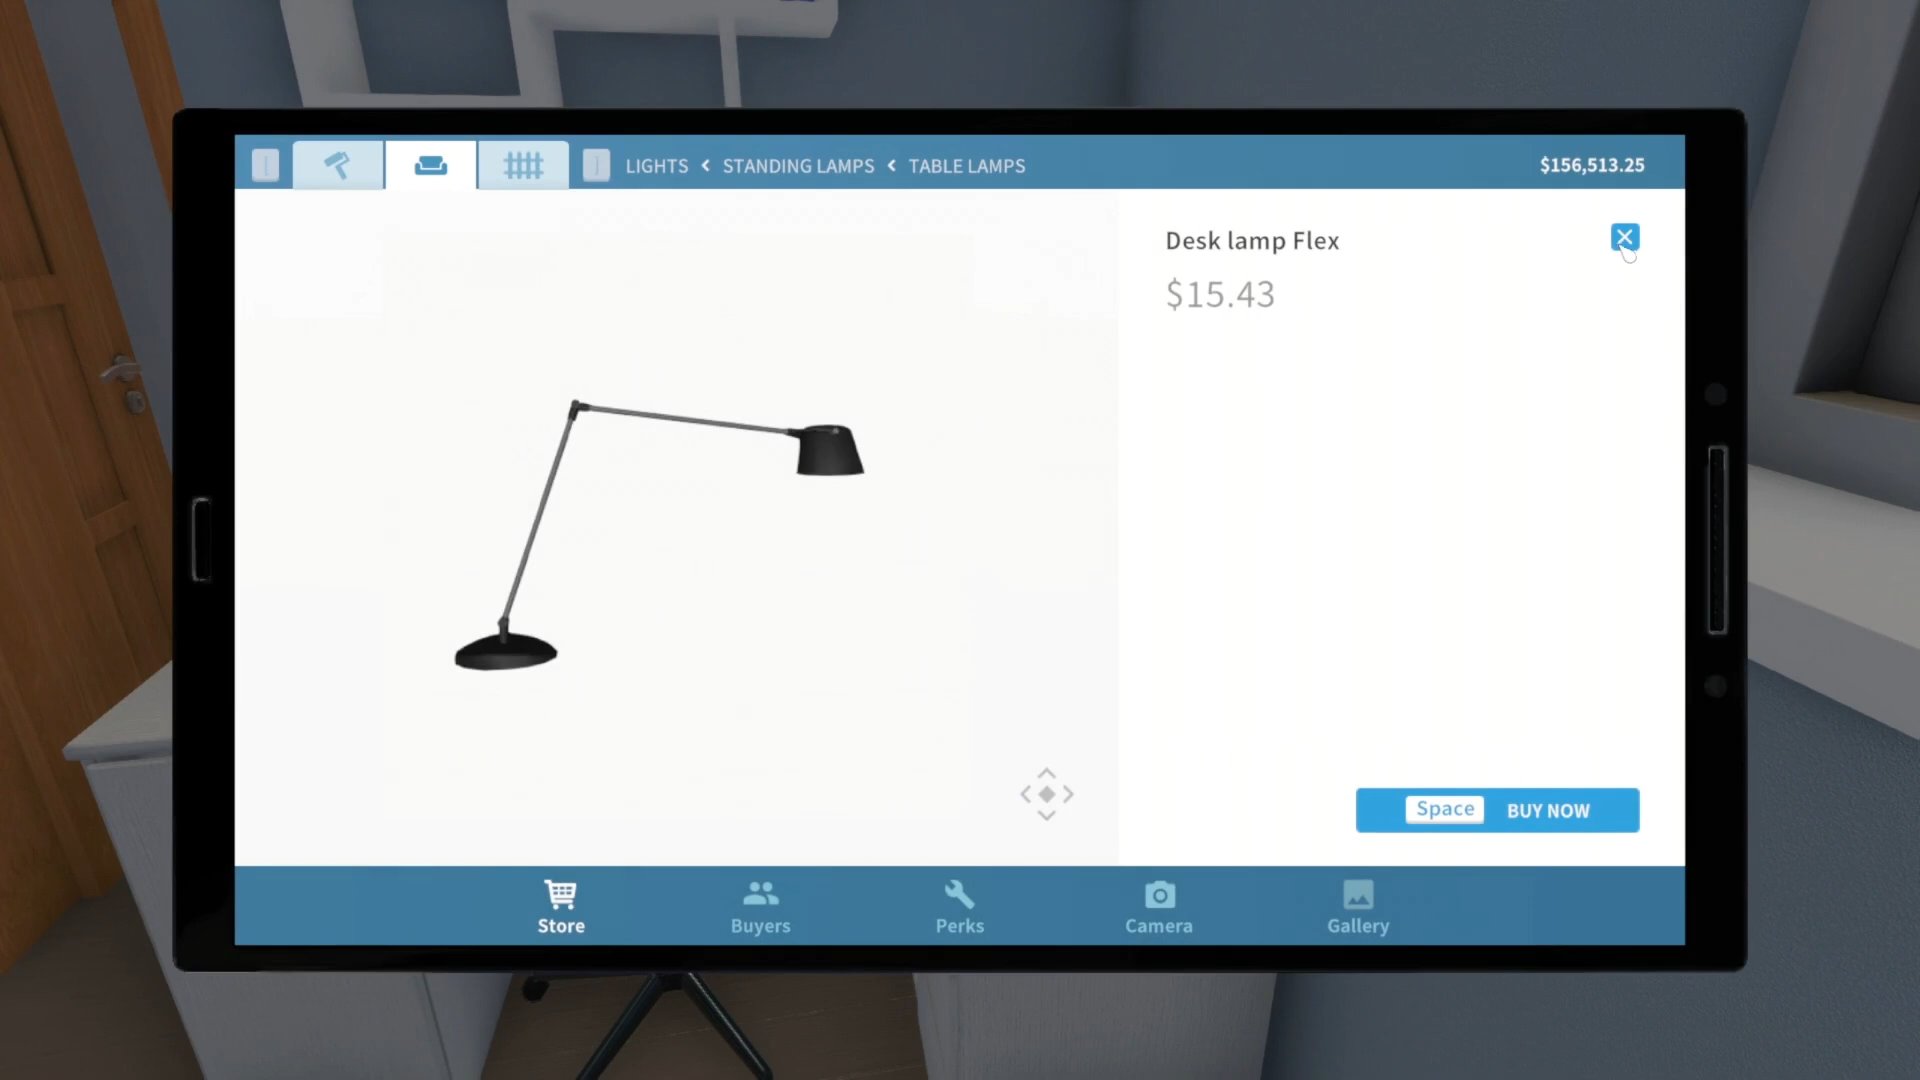 LIGHTS < STANDING LAMPS < TABLE LAMPS
$156,513.25
Desk lamp Flex
$15.43
Space BUY NOW
Store
Buyers
Perks
Camera
Gallery